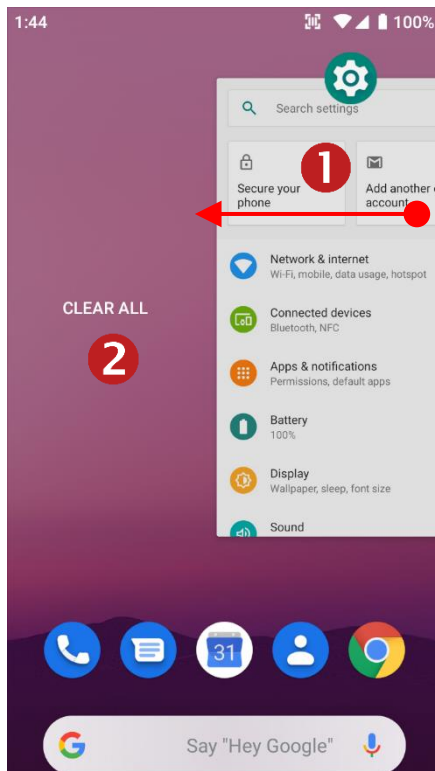 1:44
100%
Search settings
1
Secure your
phone
Add another
account
Network & internet
Wi-Fi, mobile, data usage, hotspot
Connected devices
Bluetooth, NFC
CLEAR ALL
2
Apps & notifications
Permissions, default apps
Battery
100%
Display
Wallpaper, sleep, font size
Sound
31
G
Say "Hey Google"